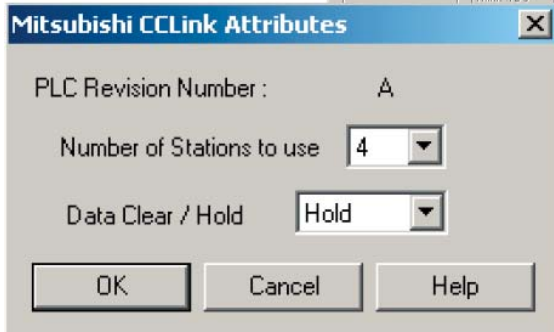 Mitsubishi CCLink Attributes
PLC Revision Number : A
Number of Stations to use 4
Data Clear / Hold Hold
OK Cancel Help